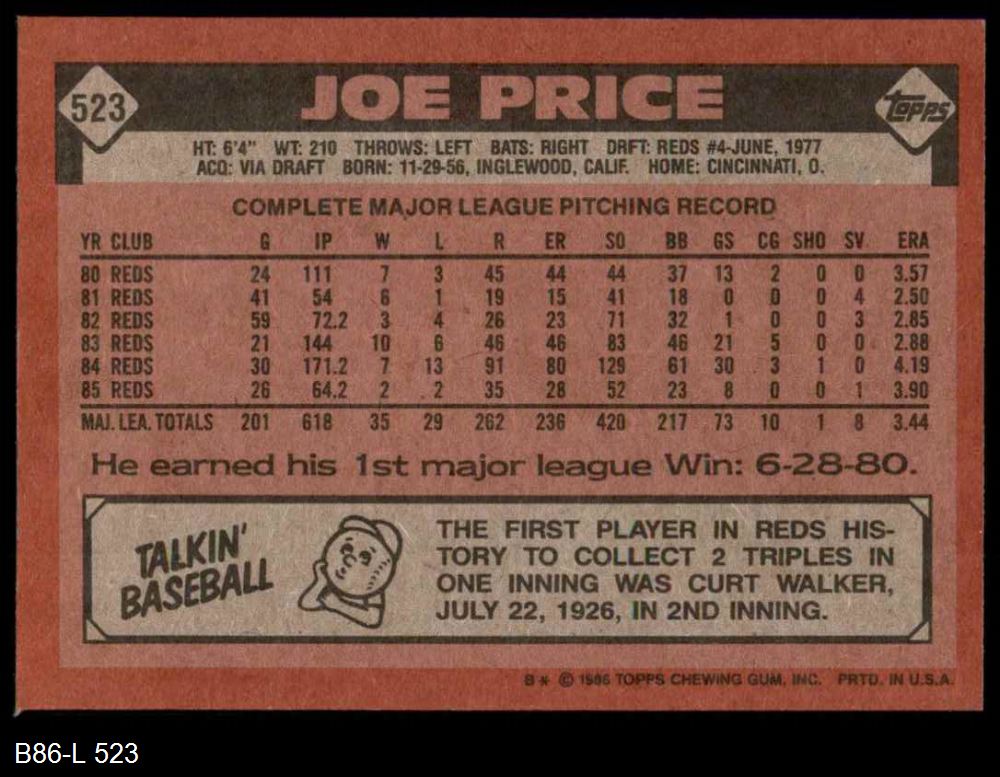 523
JOE PRICE
TOPPS
HT: 6'4" WT: 210 THROWS: LEFT BATS: RIGHT DRFT: REDS #4-JUNE, 1977
ACQ: VIA DRAFT BORN: 11-29-56, INGLEWOOD, CALIF. HOME: CINCINNATI, O.
COMPLETE MAJOR LEAGUE PITCHING RECORD
YR CLUB G IP W L R ER SO BB GS CG SHO SV ERA
80 REDS 24 111 7 3 45 44 44 37 13 2 0 0 3.57
81 REDS 41 54 6 1 19 15 41 18 0 0 0 4 2.50
82 REDS 59 72.2 3 4 26 23 71 32 1 0 0 3 2.85
83 REDS 21 144 10 6 46 46 83 46 21 5 0 0 2.88
84 REDS 30 171.2 7 13 91 80 129 61 30 3 1 0 4.19
85 REDS 26 64.2 2 2 35 28 52 23 8 0 0 1 3.90
MAJ. LEA. TOTALS 201 618 35 29 262 236 420 217 73 10 1 8 3.44
He earned his 1st major league Win: 6-28-80.
TALKIN'
BASEBALL
THE FIRST PLAYER IN REDS HIS-
TORY TO COLLECT 2 TRIPLES IN
ONE INNING WAS CURT WALKER,
JULY 22, 1926, IN 2ND INNING.
B* © 1986 TOPPS CHEWING GUM, INC. PRTD. IN U.S.A.
B86-L 523